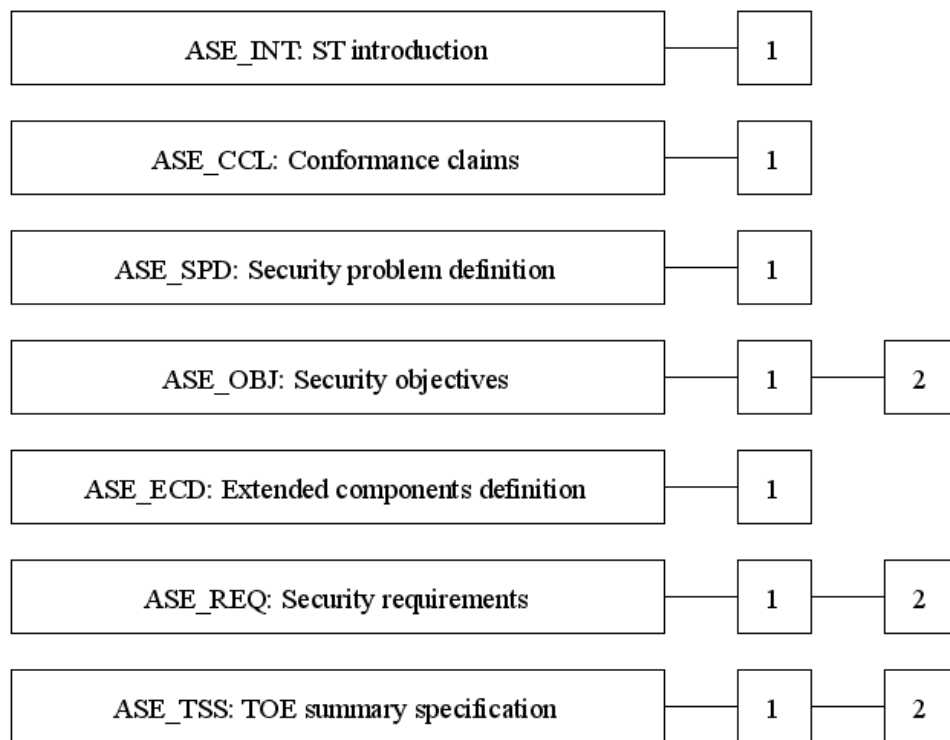 ASE_INT: ST introduction 1
ASE_CCL: Conformance claims 1
ASE_SPD: Security problem definition 1
ASE_OBJ: Security objectives 1 2
ASE_ECD: Extended components definition 1
ASE_REQ: Security requirements 1 2
ASE_TSS: TOE summary specification 1 2